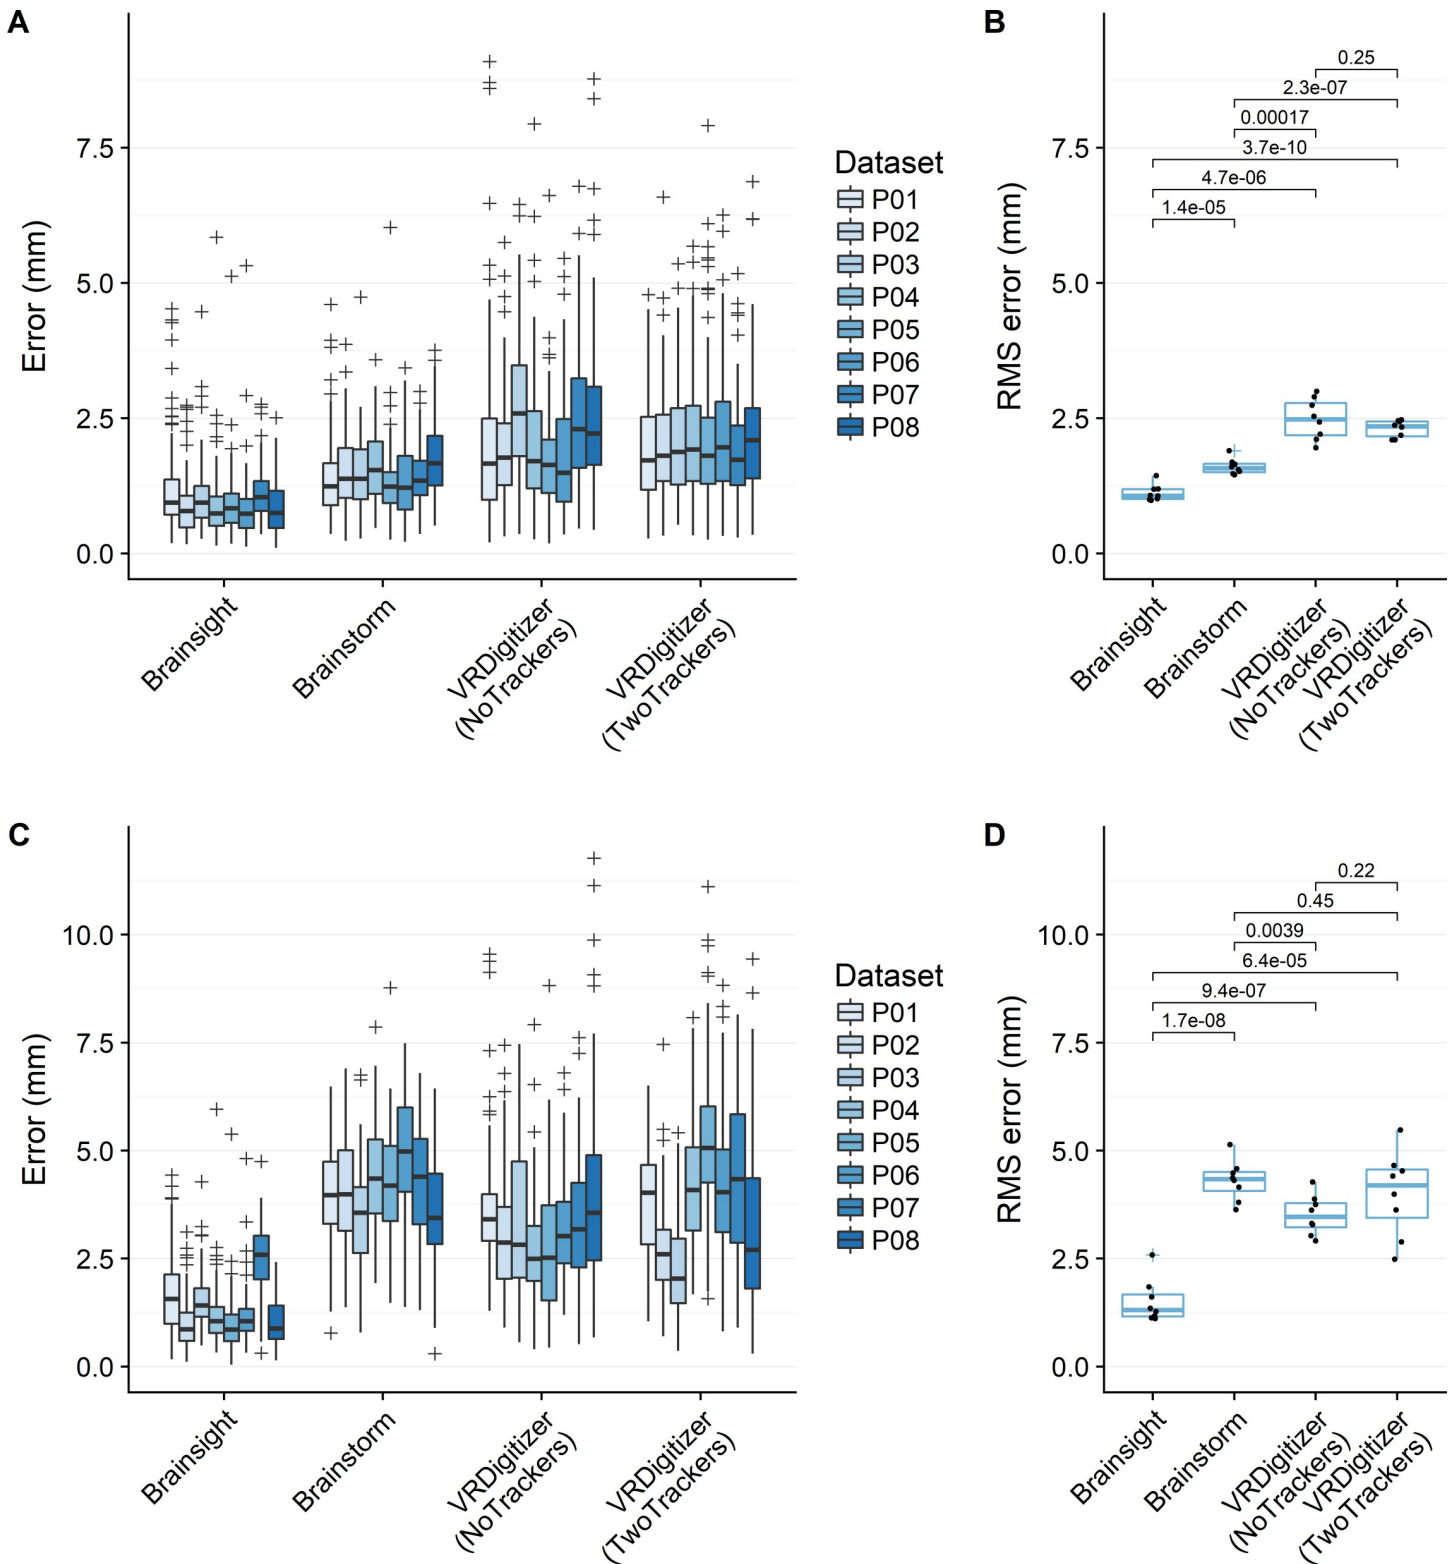 A
7.5
5.0
2.5
0.0
Error (mm)
Brainsight
Brainstorm
VRDigitizer
(NoTrackers)
VRDigitizer
(TwoTrackers)
Dataset
P01
P02
P03
P04
P05
P06
P07
P08
B
7.5
5.0
2.5
0.0
RMS error (mm)
0.25
2.3e-07
0.00017
3.7e-10
4.7e-06
1.4e-05
Brainsight
Brainstorm
VRDigitizer
(NoTrackers)
VRDigitizer
(TwoTrackers)
C
10.0
7.5
5.0
2.5
0.0
Error (mm)
Brainsight
Brainstorm
VRDigitizer
(NoTrackers)
VRDigitizer
(TwoTrackers)
Dataset
P01
P02
P03
P04
P05
P06
P07
P08
D
10.0
7.5
5.0
2.5
0.0
RMS error (mm)
0.22
0.45
0.0039
6.4e-05
9.4e-07
1.7e-08
Brainsight
Brainstorm
VRDigitizer
(NoTrackers)
VRDigitizer
(TwoTrackers)